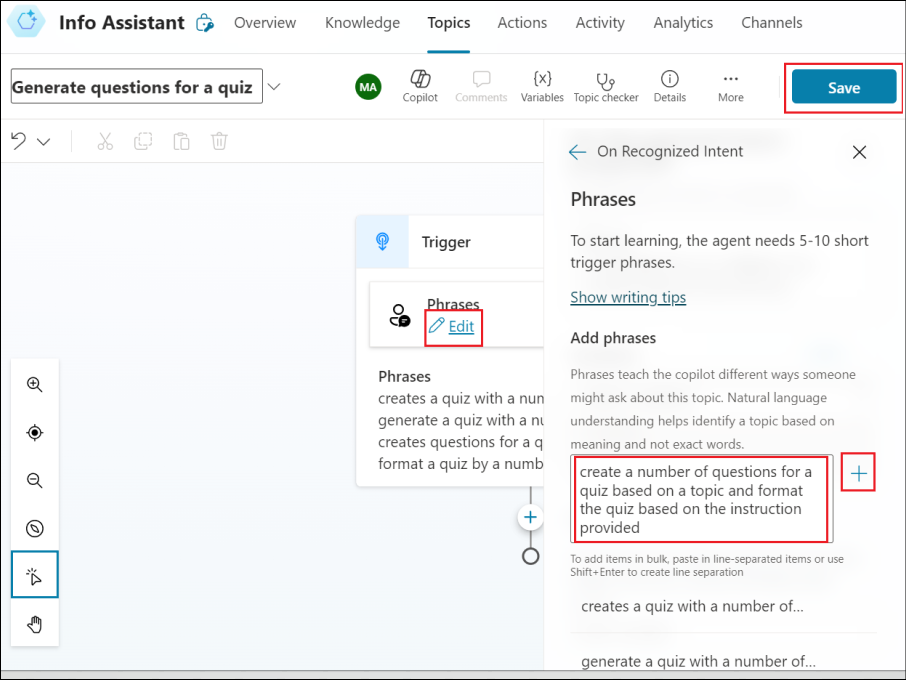 Info Assistant
Overview
Knowledge
Topics
Actions
Activity
Analytics
Channels
Generate questions for a quiz
MA
Copilot
Comments
{x}
Variables
Topic checker
Details
More
Save
On Recognized Intent
Phrases
To start learning, the agent needs 5-10 short
trigger phrases.
Show writing tips
Add phrases
Phrases teach the copilot different ways someone
might ask about this topic. Natural language
understanding helps identify a topic based on
meaning and not exact words.
create a number of questions for a
quiz based on a topic and format
the quiz based on the instruction
provided
To add items in bulk, paste in line-separated items or use
Shift+Enter to create line separation
creates a quiz with a number of...
generate a quiz with a number of...
Trigger
Phrases
Edit
Phrases
creates a quiz with a num
generate a quiz with a nu
creates questions for a q
format a quiz by a numb